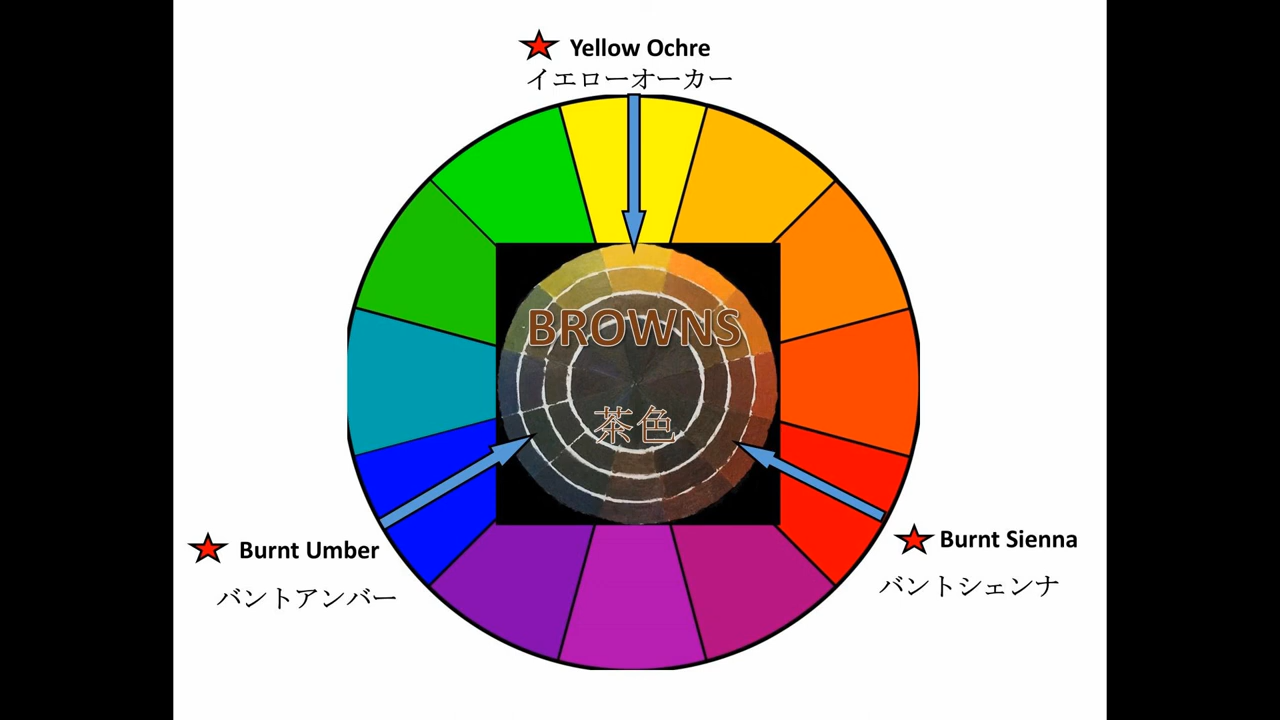 Yellow Ochre
イエローオーカー
BROWNS
茶色
Burnt Umber
バントアンバー
Burnt Sienna
バントシェンナ